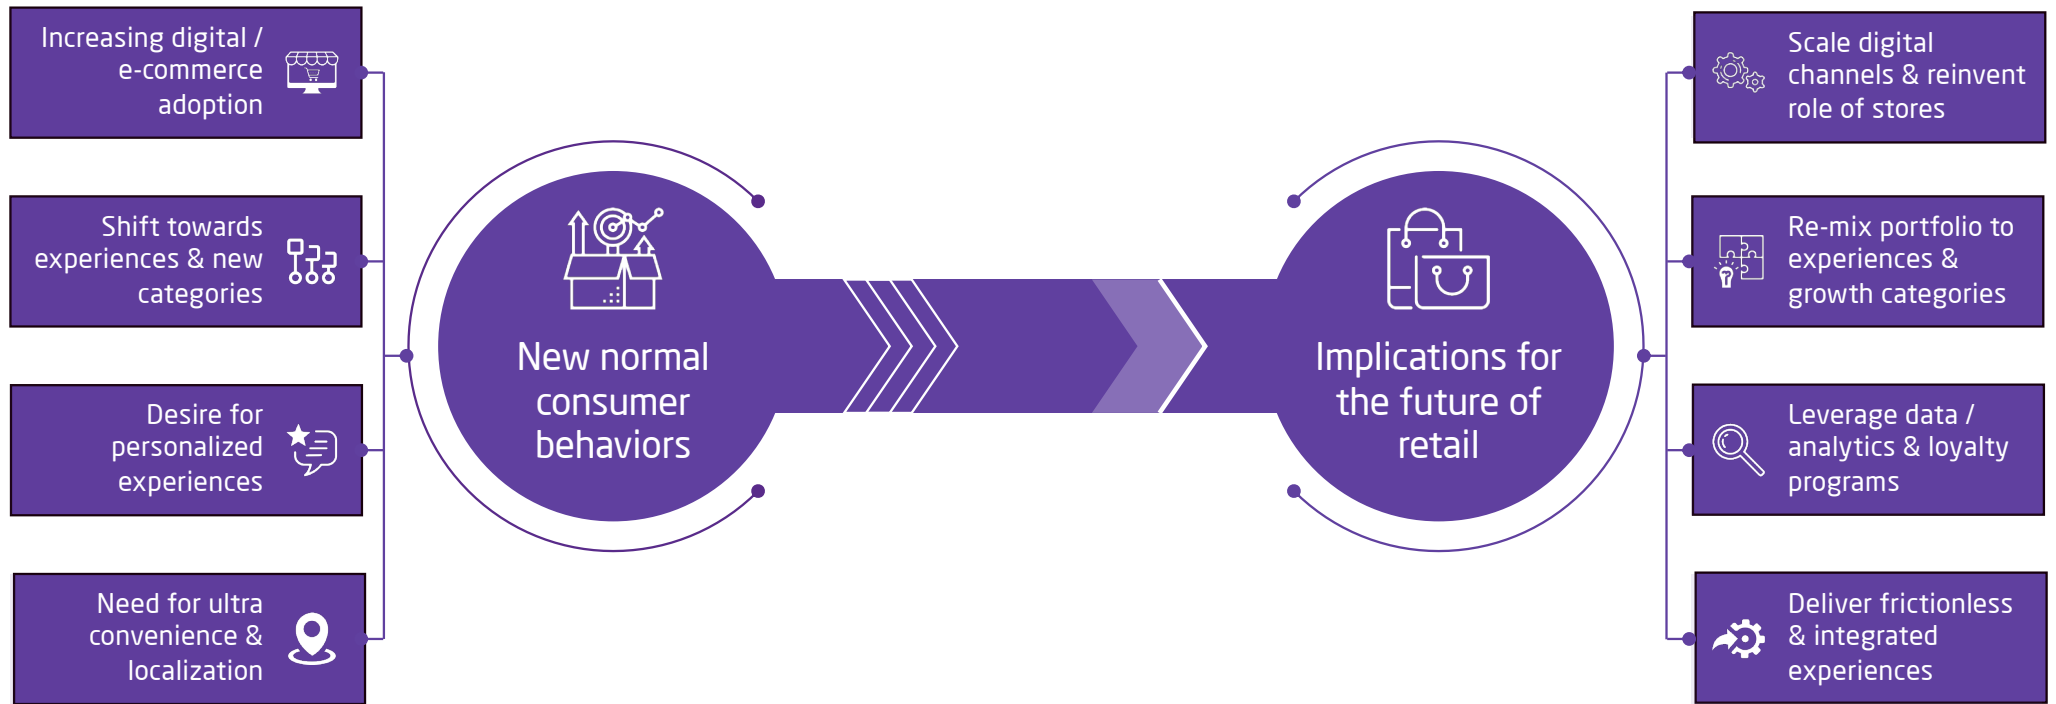 Increasing digital /
e-commerce
adoption
Shift towards
experiences & new
categories
Desire for
personalized
experiences
Need for ultra
convenience &
localization
New normal
consumer
behaviors
Implications for
the future of
retail
Scale digital
channels & reinvent
role of stores
Re-mix portfolio to
experiences &
growth categories
Leverage data /
analytics & loyalty
programs
Deliver frictionless
& integrated
experiences